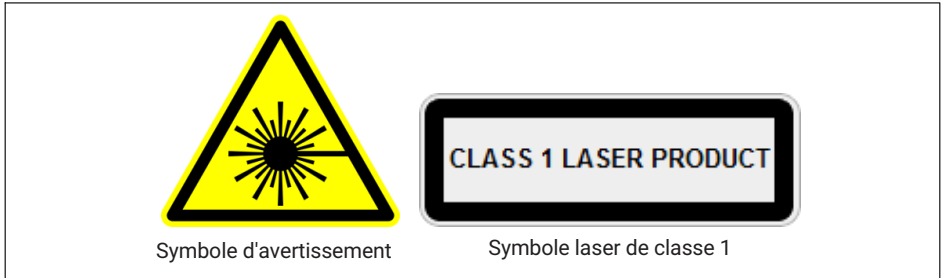 CLASS 1 LASER PRODUCT
Symbole d'avertissement
Symbole laser de classe 1